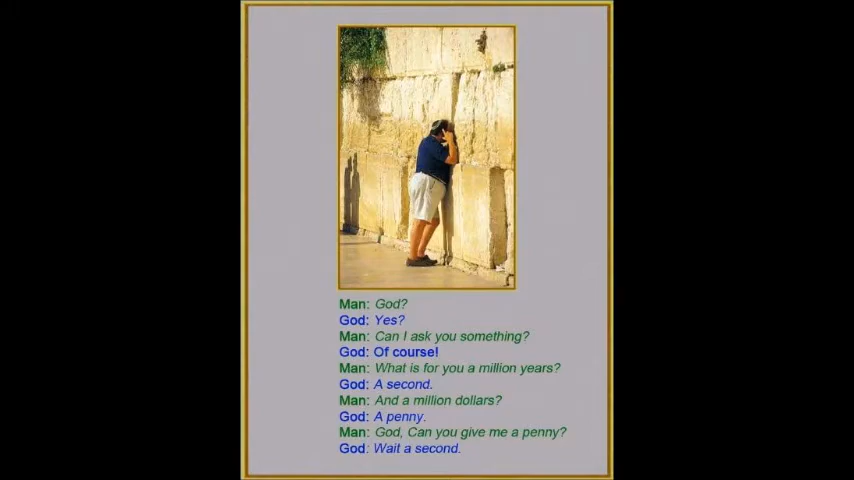 Man: God?
God: Yes?
Man: Can I ask you something?
God: Of course!
Man: What is for you a million years?
God: A second.
Man: And a million dollars?
God: A penny.
Man: God, Can you give me a penny?
God: Wait a second.